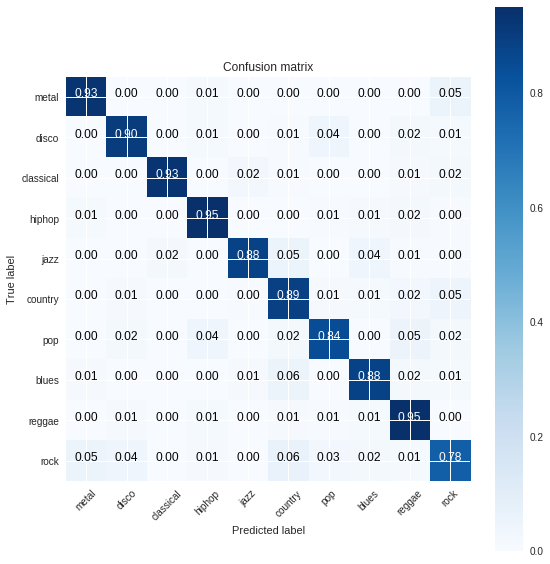 Confusion matrix
metal 0.93 0.00 0.00 0.01 0.00 0.00 0.00 0.00 0.00 0.05
disco 0.00 0.90 0.00 0.01 0.00 0.01 0.04 0.00 0.02 0.01
classical 0.00 0.00 0.93 0.00 0.02 0.01 0.00 0.00 0.01 0.02
hiphop 0.01 0.00 0.00 0.95 0.00 0.00 0.01 0.01 0.02 0.00
jazz 0.00 0.00 0.02 0.00 0.88 0.05 0.00 0.04 0.01 0.00
country 0.00 0.01 0.00 0.00 0.00 0.89 0.01 0.01 0.02 0.05
pop 0.00 0.02 0.00 0.04 0.00 0.02 0.84 0.00 0.05 0.02
blues 0.01 0.00 0.00 0.01 0.00 0.06 0.00 0.88 0.02 0.01
reggae 0.00 0.01 0.00 0.01 0.00 0.01 0.01 0.01 0.95 0.00
rock 0.05 0.04 0.00 0.01 0.00 0.06 0.03 0.02 0.01 0.78
metal disco classical hiphop jazz country pop blues reggae rock
Predicted label
True label
0.8
0.6
0.4
0.2
0.0